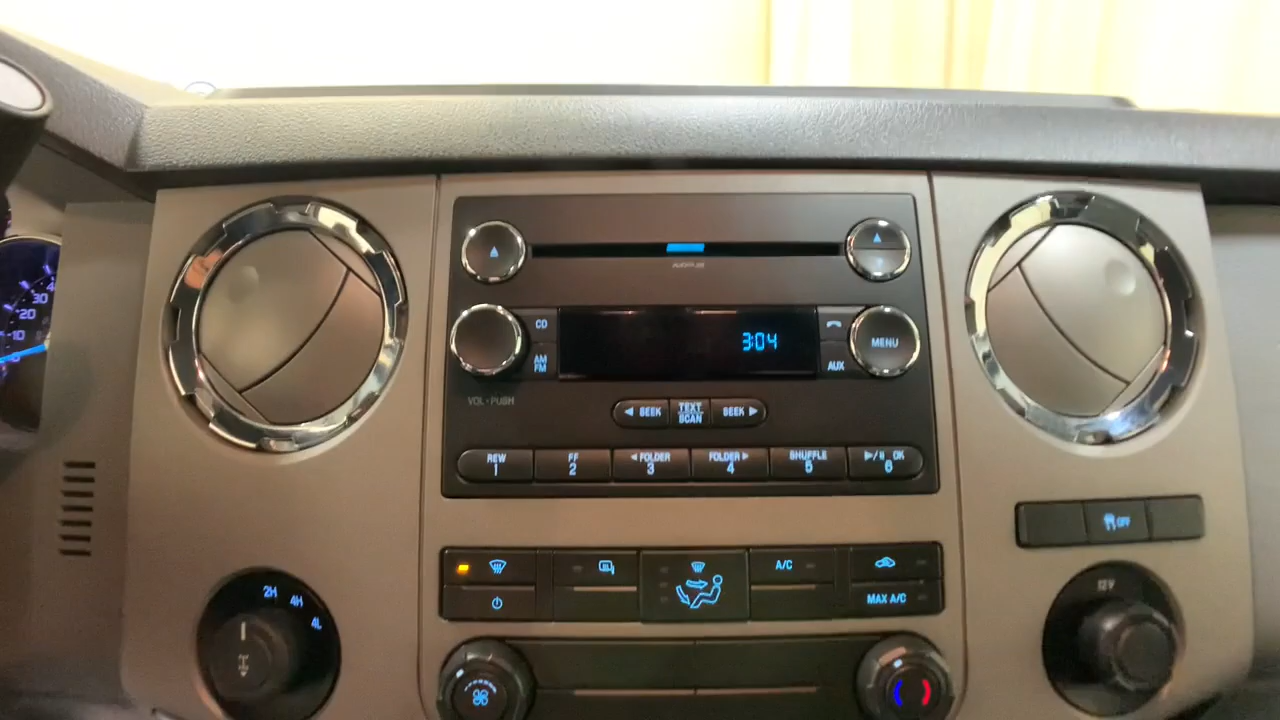 30
20
10
0
CD
3:04
AM
FM
MENU
AUX
VOL•PUSH
◀ SEEK
TEXT
SCAN
SEEK ▶
REW
1
FF
2
◀ FOLDER
3
FOLDER ▶
4
SHUFFLE
5
▶/II OK
6
OFF
A/C
MAX A/C
2H
4H
4L
12V